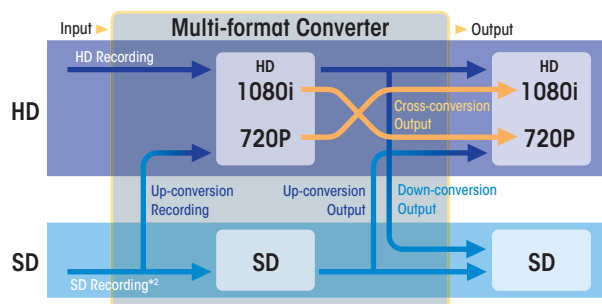 Input
Multi-format Converter
Output
HD Recording
HD
HD
1080i
720P
Cross-conversion
Output
HD
1080i
720P
Up-conversion
Recording
Up-conversion
Output
Down-conversion
Output
SD
SD
SD
SD Recording*2